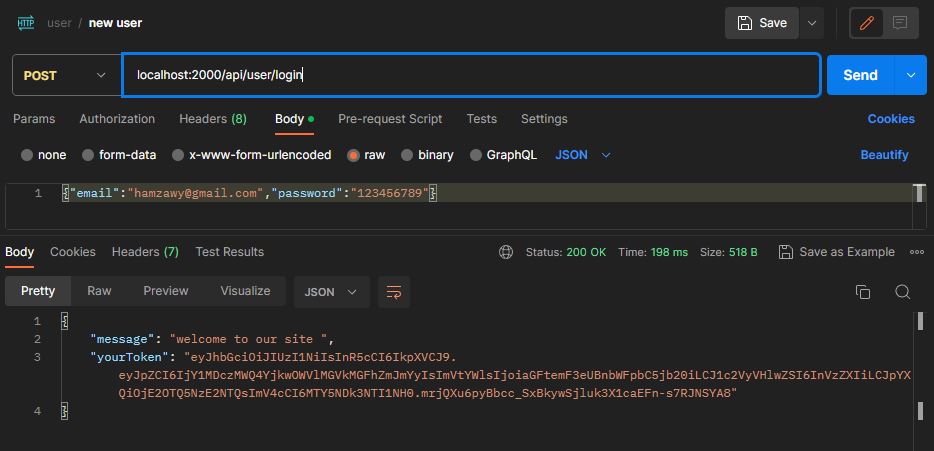 HTTP user / new user Save
POST localhost:2000/api/user/login Send
Params Authorization Headers (8) Body Pre-request Script Tests Settings Cookies
none form-data x-www-form-urlencoded raw binary GraphQL JSON Beautify
1 {"email":"hamzawy@gmail.com","password":"123456789"}
Body Cookies Headers (7) Test Results Status: 200 OK Time: 198 ms Size: 518 B Save as Example
Pretty Raw Preview Visualize JSON
1 {
2 "message": "welcome to our site ",
3 "yourToken": "eyJhbGciOiJIUzI1NiIsInR5cCI6IkpXVCJ9.
eyJpZCI6IjY1MDczMWQ4YjkwOWVlMGVkMGFhZmJmYyIsImVtYWlsIjoiaGFtemF3eUBnbWFpbC5jb20iLCJ1c2VyVHlwZSI6InVzZXIiLCJpYX
QiOjE2OTQ5NzE2NTQsImV4cCI6MTY5NDk3NTI1NH0.mrjQXu6pyBbcc_SxBkywSjluk3X1caEFn-s7RJNSYA8"
4 }